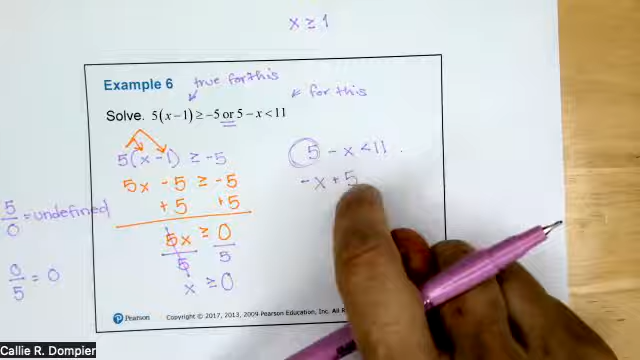 x ≥ 1
Example 6
true for this
for this
Solve. 5(x−1) ≥ −5 or 5 − x < 11
5(x − 1) ≥ −5
5x − 5 ≥ −5
+5 +5
5x ≥ 0
5 5
x ≥ 0
5 − x < 11
−x + 5
5/0 = undefined
0/5 = 0
Pearson
Copyright © 2017, 2013, 2009 Pearson Education, Inc.
Callie R. Dompier